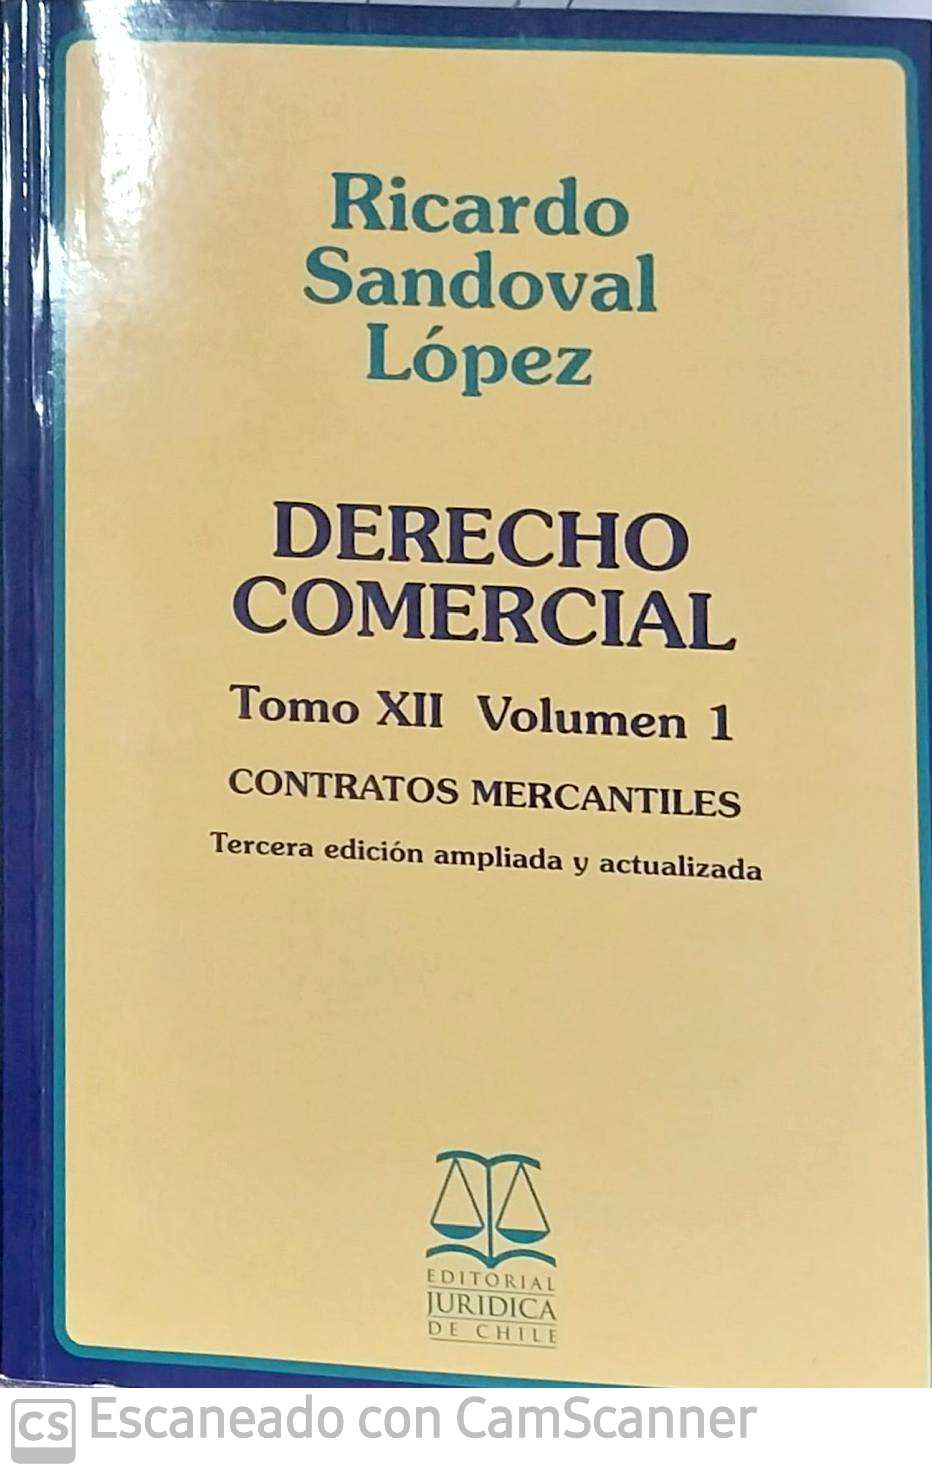 Ricardo
Sandoval
López
DERECHO
COMERCIAL
Tomo XII Volumen 1
CONTRATOS MERCANTILES
Tercera edición ampliada y actualizada
EDITORIAL
JURIDICA
DE CHILE
CS Escaneado con CamScanner